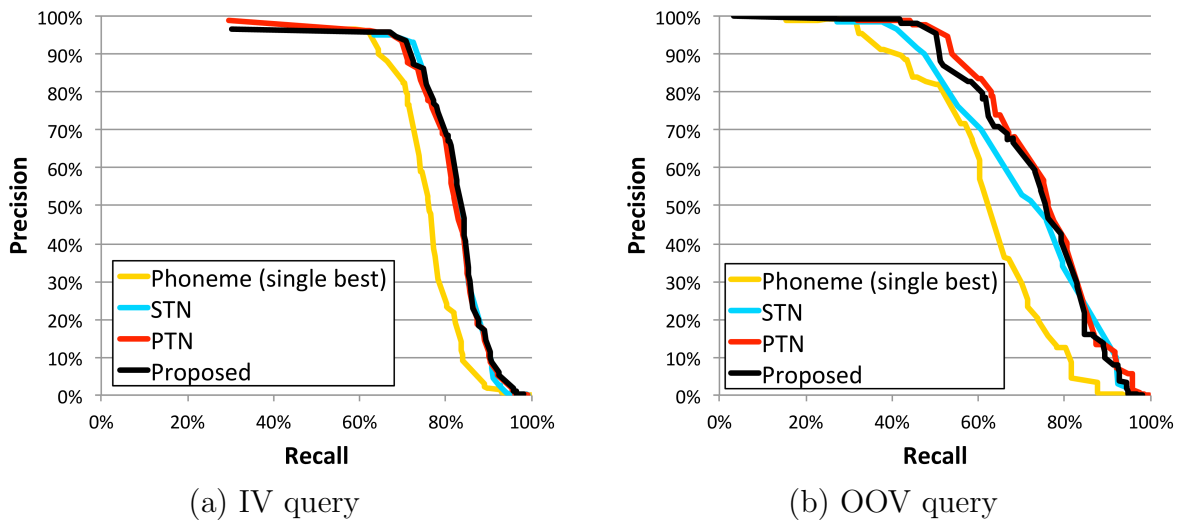 100%
90%
80%
70%
60%
50%
40%
30%
20%
10%
0%
Precision
Phoneme (single best)
STN
PTN
Proposed
0% 20% 40% 60% 80% 100%
Recall
(a) IV query
100%
90%
80%
70%
60%
50%
40%
30%
20%
10%
0%
Precision
Phoneme (single best)
STN
PTN
Proposed
0% 20% 40% 60% 80% 100%
Recall
(b) OOV query